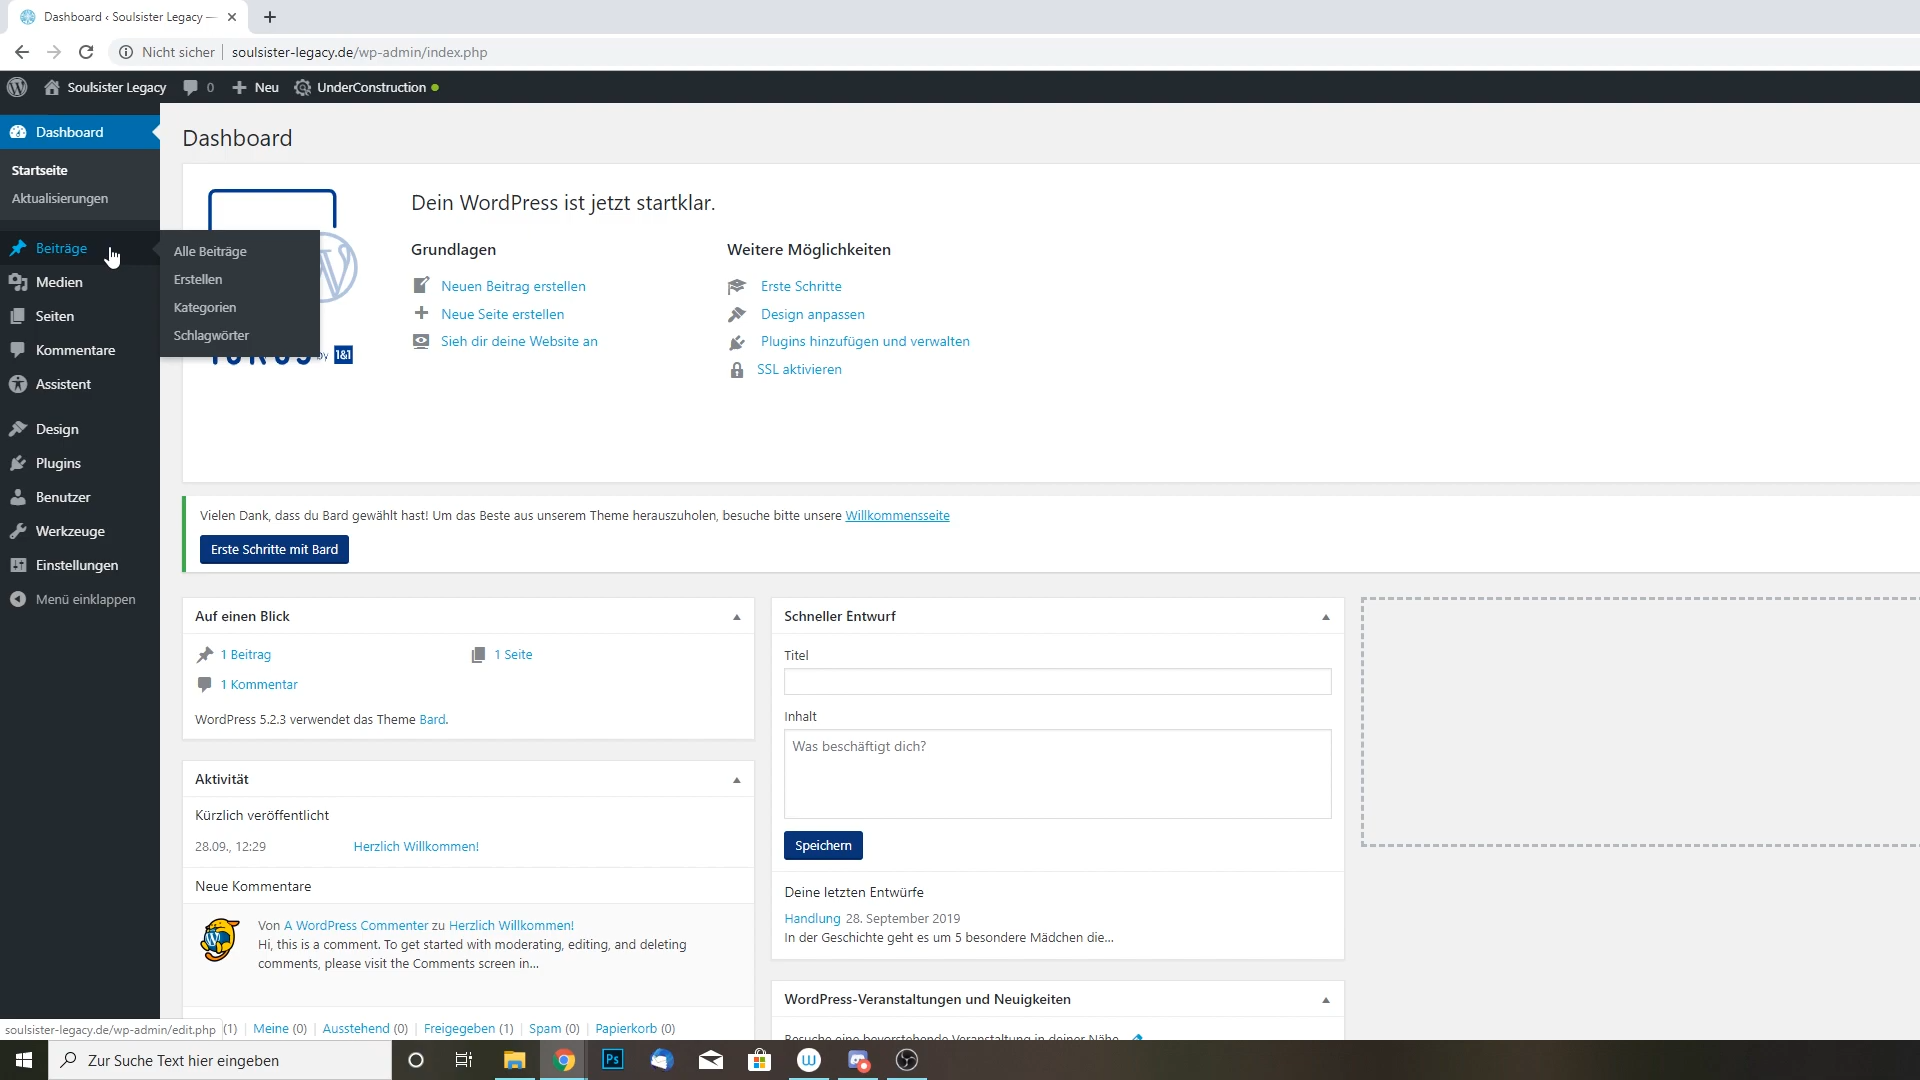 Dashboard ‹ Soulsister Legacy —
Nicht sicher
soulsister-legacy.de/wp-admin/index.php
Soulsister Legacy
0
Neu
UnderConstruction
Dashboard
Startseite
Aktualisierungen
Beiträge
Alle Beiträge
Erstellen
Kategorien
Schlagwörter
Medien
Seiten
Kommentare
Assistent
Design
Plugins
Benutzer
Werkzeuge
Einstellungen
Menü einklappen
Dashboard
by 1&1
Dein WordPress ist jetzt startklar.
Grundlagen
Neuen Beitrag erstellen
Neue Seite erstellen
Sieh dir deine Website an
Weitere Möglichkeiten
Erste Schritte
Design anpassen
Plugins hinzufügen und verwalten
SSL aktivieren
Vielen Dank, dass du Bard gewählt hast! Um das Beste aus unserem Theme herauszuholen, besuche bitte unsere Willkommensseite
Erste Schritte mit Bard
Auf einen Blick
1 Beitrag
1 Seite
1 Kommentar
WordPress 5.2.3 verwendet das Theme Bard.
Aktivität
Kürzlich veröffentlicht
28.09., 12:29
Herzlich Willkommen!
Neue Kommentare
Von A WordPress Commenter zu Herzlich Willkommen!
Hi, this is a comment. To get started with moderating, editing, and deleting
comments, please visit the Comments screen in...
(1) | Meine (0) | Ausstehend (0) | Freigegeben (1) | Spam (0) | Papierkorb (0)
Schneller Entwurf
Titel
Inhalt
Was beschäftigt dich?
Speichern
Deine letzten Entwürfe
Handlung 28. September 2019
In der Geschichte geht es um 5 besondere Mädchen die...
WordPress-Veranstaltungen und Neuigkeiten
Besuche eine bevorstehende Veranstaltung in deiner Nähe.
soulsister-legacy.de/wp-admin/edit.php
Zur Suche Text hier eingeben
Ps